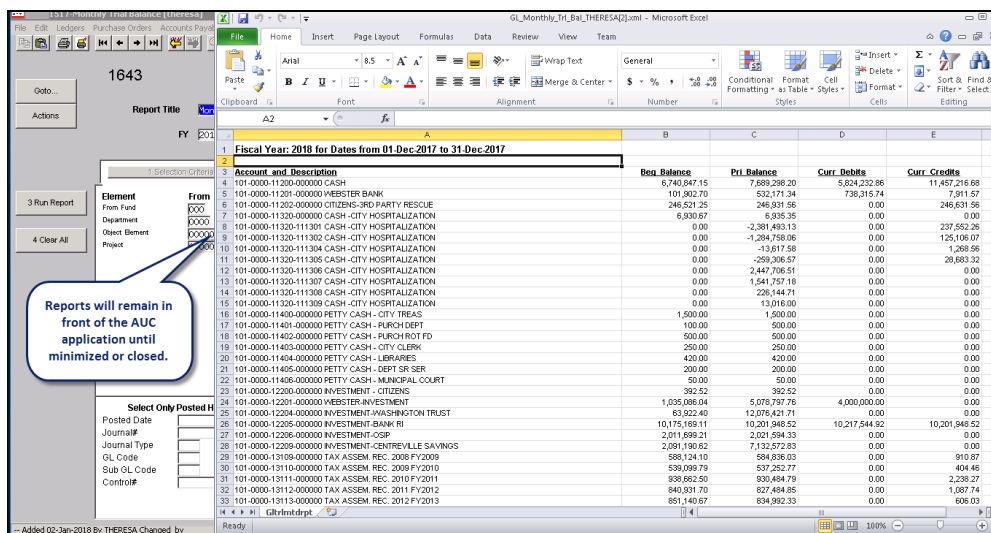 1317-Monthly Trial Balance [theresa]
File Edit Ledgers Purchase Orders Accounts Paya
1643
Goto...
Actions
3 Run Report
4 Clear All
Report Title Mon
FY 201
1 Selection Criteria
Element From
From Fund 000
Department 0000
Object Element 00000
Project
Reports will remain in
front of the AUC
application until
minimized or closed.
Select Only Posted H
Posted Date
Journal#
Journal Type
GL Code
Sub GL Code
Control#
-- Added 02-Jan-2018 By THERESA Changed by
GL_Monthly_Trl_Bal_THERESA[2].xml - Microsoft Excel
File Home Insert Page Layout Formulas Data Review View Team
Paste
Clipboard
Arial 8.5
B I U
Font
Wrap Text
Merge & Center
Alignment
General
$ % , .0 .00 .00 .0
Number
Conditional Formatting
Format as Table
Cell Styles
Styles
Insert
Delete
Format
Cells
Sort & Filter
Find & Select
Editing
A2 fx
A B C D E
1 Fiscal Year: 2018 for Dates from 01-Dec-2017 to 31-Dec-2017
2
3 Account and Description Beg Balance Pri Balance Curr Debits Curr Credits
4 101-0000-11200-000000 CASH 6,740,847.15 7,689,298.20 5,824,232.86 11,457,216.68
5 101-0000-11201-000000 WEBSTER BANK 101,902.70 532,171.34 738,315.74 7,911.57
6 101-0000-11202-000000 CITIZENS-3RD PARTY RESCUE 246,521.25 246,931.56 0.00 246,631.56
7 101-0000-11320-000000 CASH -CITY HOSPITALIZATION 6,930.67 6,935.35 0.00 0.00
8 101-0000-11320-111301 CASH -CITY HOSPITALIZATION 0.00 -2,381,493.13 0.00 237,552.26
9 101-0000-11320-111302 CASH -CITY HOSPITALIZATION 0.00 -1,284,758.06 0.00 125,106.07
10 101-0000-11320-111304 CASH -CITY HOSPITALIZATION 0.00 -13,617.58 0.00 1,268.56
11 101-0000-11320-111305 CASH -CITY HOSPITALIZATION 0.00 -259,306.57 0.00 28,683.32
12 101-0000-11320-111306 CASH -CITY HOSPITALIZATION 0.00 2,447,706.51 0.00 0.00
13 101-0000-11320-111307 CASH -CITY HOSPITALIZATION 0.00 1,541,757.18 0.00 0.00
14 101-0000-11320-111308 CASH -CITY HOSPITALIZATION 0.00 226,144.71 0.00 0.00
15 101-0000-11320-111309 CASH -CITY HOSPITALIZATION 0.00 13,016.00 0.00 0.00
16 101-0000-11400-000000 PETTY CASH - CITY TREAS 1,500.00 1,500.00 0.00 0.00
17 101-0000-11401-000000 PETTY CASH - PURCH DEPT 100.00 500.00 0.00 0.00
18 101-0000-11402-000000 PETTY CASH - PURCH ROT FD 500.00 500.00 0.00 0.00
19 101-0000-11403-000000 PETTY CASH - CITY CLERK 250.00 250.00 0.00 0.00
20 101-0000-11404-000000 PETTY CASH - LIBRARIES 420.00 420.00 0.00 0.00
21 101-0000-11405-000000 PETTY CASH - DEPT SR SER 200.00 200.00 0.00 0.00
22 101-0000-11406-000000 PETTY CASH - MUNICIPAL COURT 50.00 50.00 0.00 0.00
23 101-0000-12200-000000 INVESTMENT - CITIZENS 392.52 392.52 0.00 0.00
24 101-0000-12201-000000 WEBSTER-INVESTMENT 1,035,086.04 5,078,797.76 4,000,000.00 0.00
25 101-0000-12204-000000 INVESTMENT-WASHINGTON TRUST 63,922.40 12,076,421.71 0.00 0.00
26 101-0000-12205-000000 INVESTMENT-BANK RI 10,175,169.11 10,201,948.52 10,217,544.92 10,201,948.52
27 101-0000-12206-000000 INVESTMENT-OSIP 2,011,699.21 2,021,594.33 0.00 0.00
28 101-0000-12209-000000 INVESTMENT-CENTREVILLE SAVINGS 2,091,190.62 7,132,572.83 0.00 0.00
29 101-0000-13109-000000 TAX ASSEM. REC. 2008 FY2009 588,124.10 584,836.03 0.00 910.87
30 101-0000-13110-000000 TAX ASSEM. REC. 2009 FY2010 539,099.79 537,252.77 0.00 404.46
31 101-0000-13111-000000 TAX ASSEM. REC. 2010 FY2011 938,662.50 930,484.79 0.00 2,238.27
32 101-0000-13112-000000 TAX ASSEM. REC. 2011 FY2012 840,931.70 827,484.85 0.00 1,087.74
33 101-0000-13113-000000 TAX ASSEM. REC. 2012 FY2013 851,140.67 834,992.33 0.00 606.03
Gltrlmtdrpt
Ready 100%